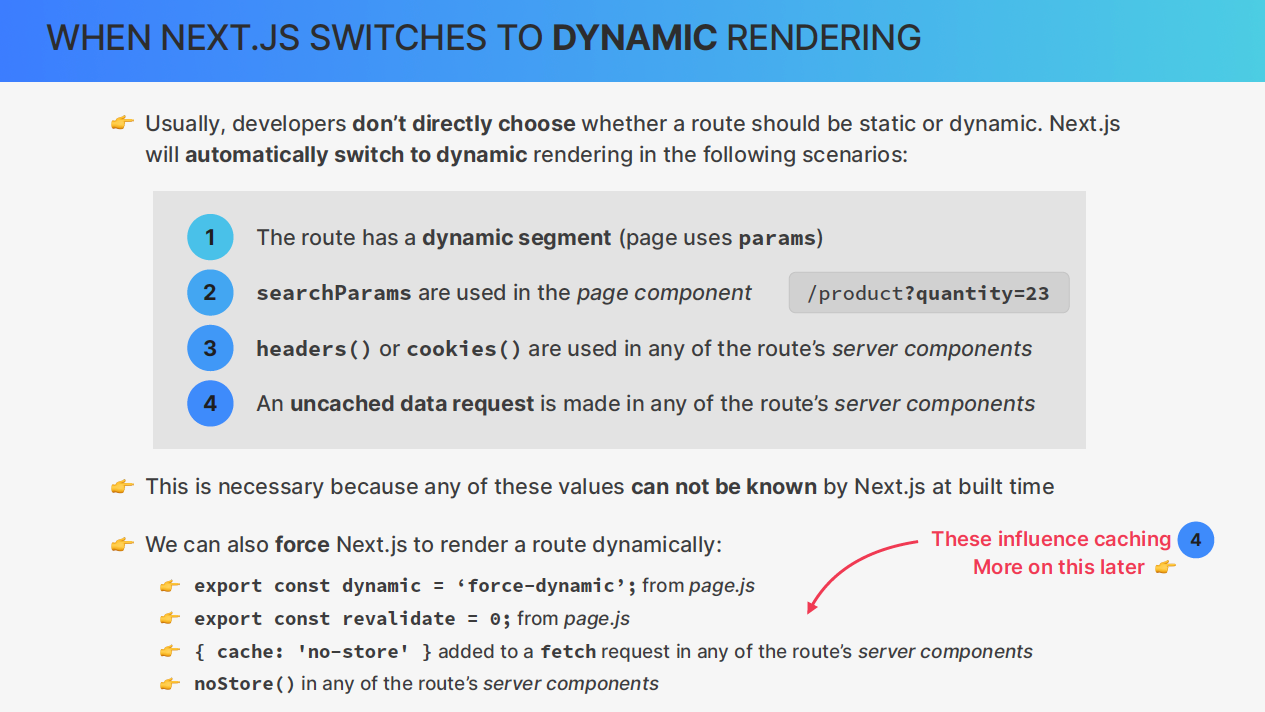 WHEN NEXT.JS SWITCHES TO DYNAMIC RENDERING
👉 Usually, developers don’t directly choose whether a route should be static or dynamic. Next.js
will automatically switch to dynamic rendering in the following scenarios:
1 The route has a dynamic segment (page uses params)
2 searchParams are used in the page component /product?quantity=23
3 headers() or cookies() are used in any of the route’s server components
4 An uncached data request is made in any of the route’s server components
👉 This is necessary because any of these values can not be known by Next.js at built time
👉 We can also force Next.js to render a route dynamically:
These influence caching 4
More on this later 👉
👉 export const dynamic = ‘force-dynamic’; from page.js
👉 export const revalidate = 0; from page.js
👉 { cache: 'no-store' } added to a fetch request in any of the route’s server components
👉 noStore() in any of the route’s server components